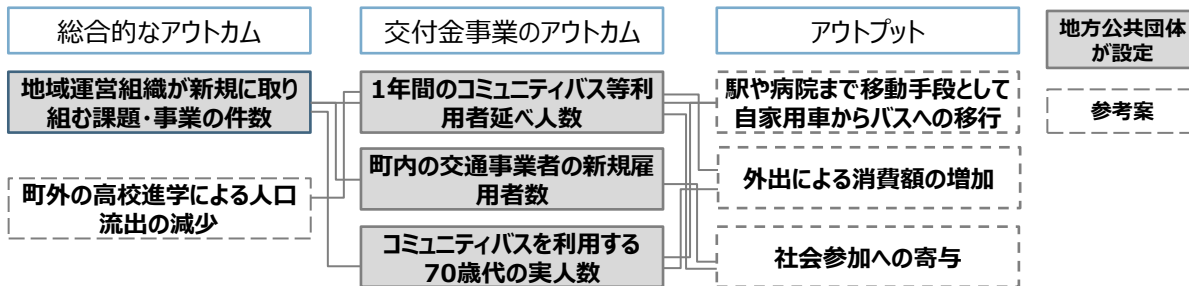 総合的なアウトカム
交付金事業のアウトカム
アウトプット
地方公共団体
が設定
参考案
地域運営組織が新規に取り
組む課題・事業の件数
町外の高校進学による人口
流出の減少
1年間のコミュニティバス等利
用者延べ人数
町内の交通事業者の新規雇
用者数
コミュニティバスを利用する
70歳代の実人数
駅や病院まで移動手段として
自家用車からバスへの移行
外出による消費額の増加
社会参加への寄与